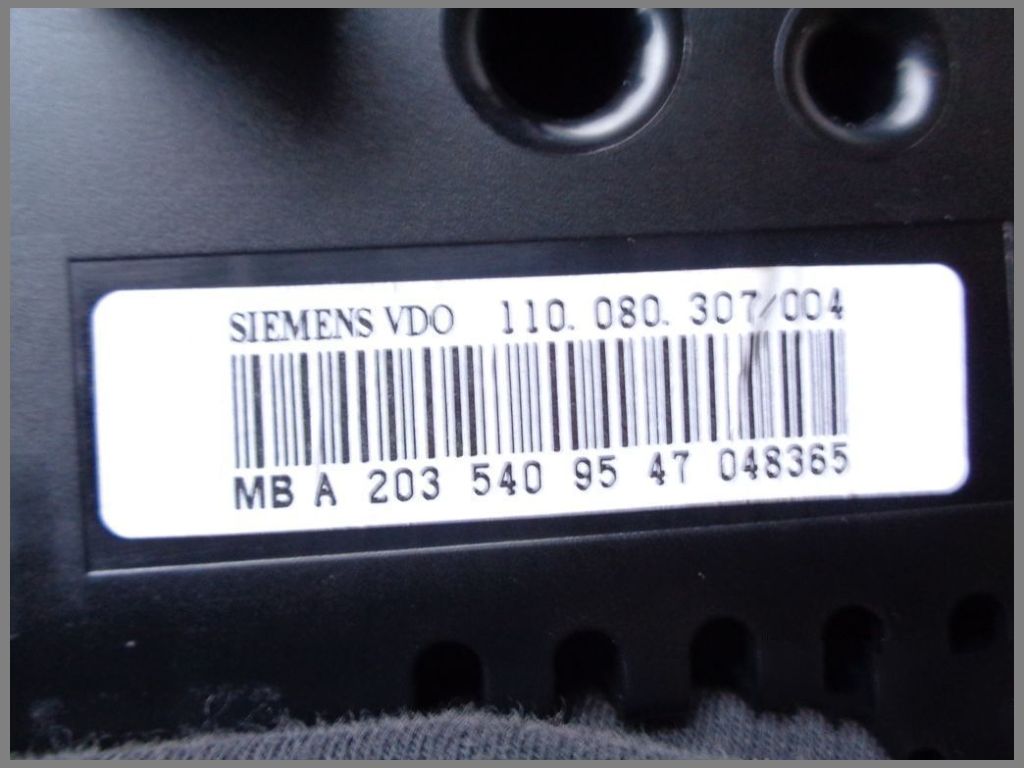 SIEMENS VDO 110.080.307/004
MB A 203 540 95 47 048365